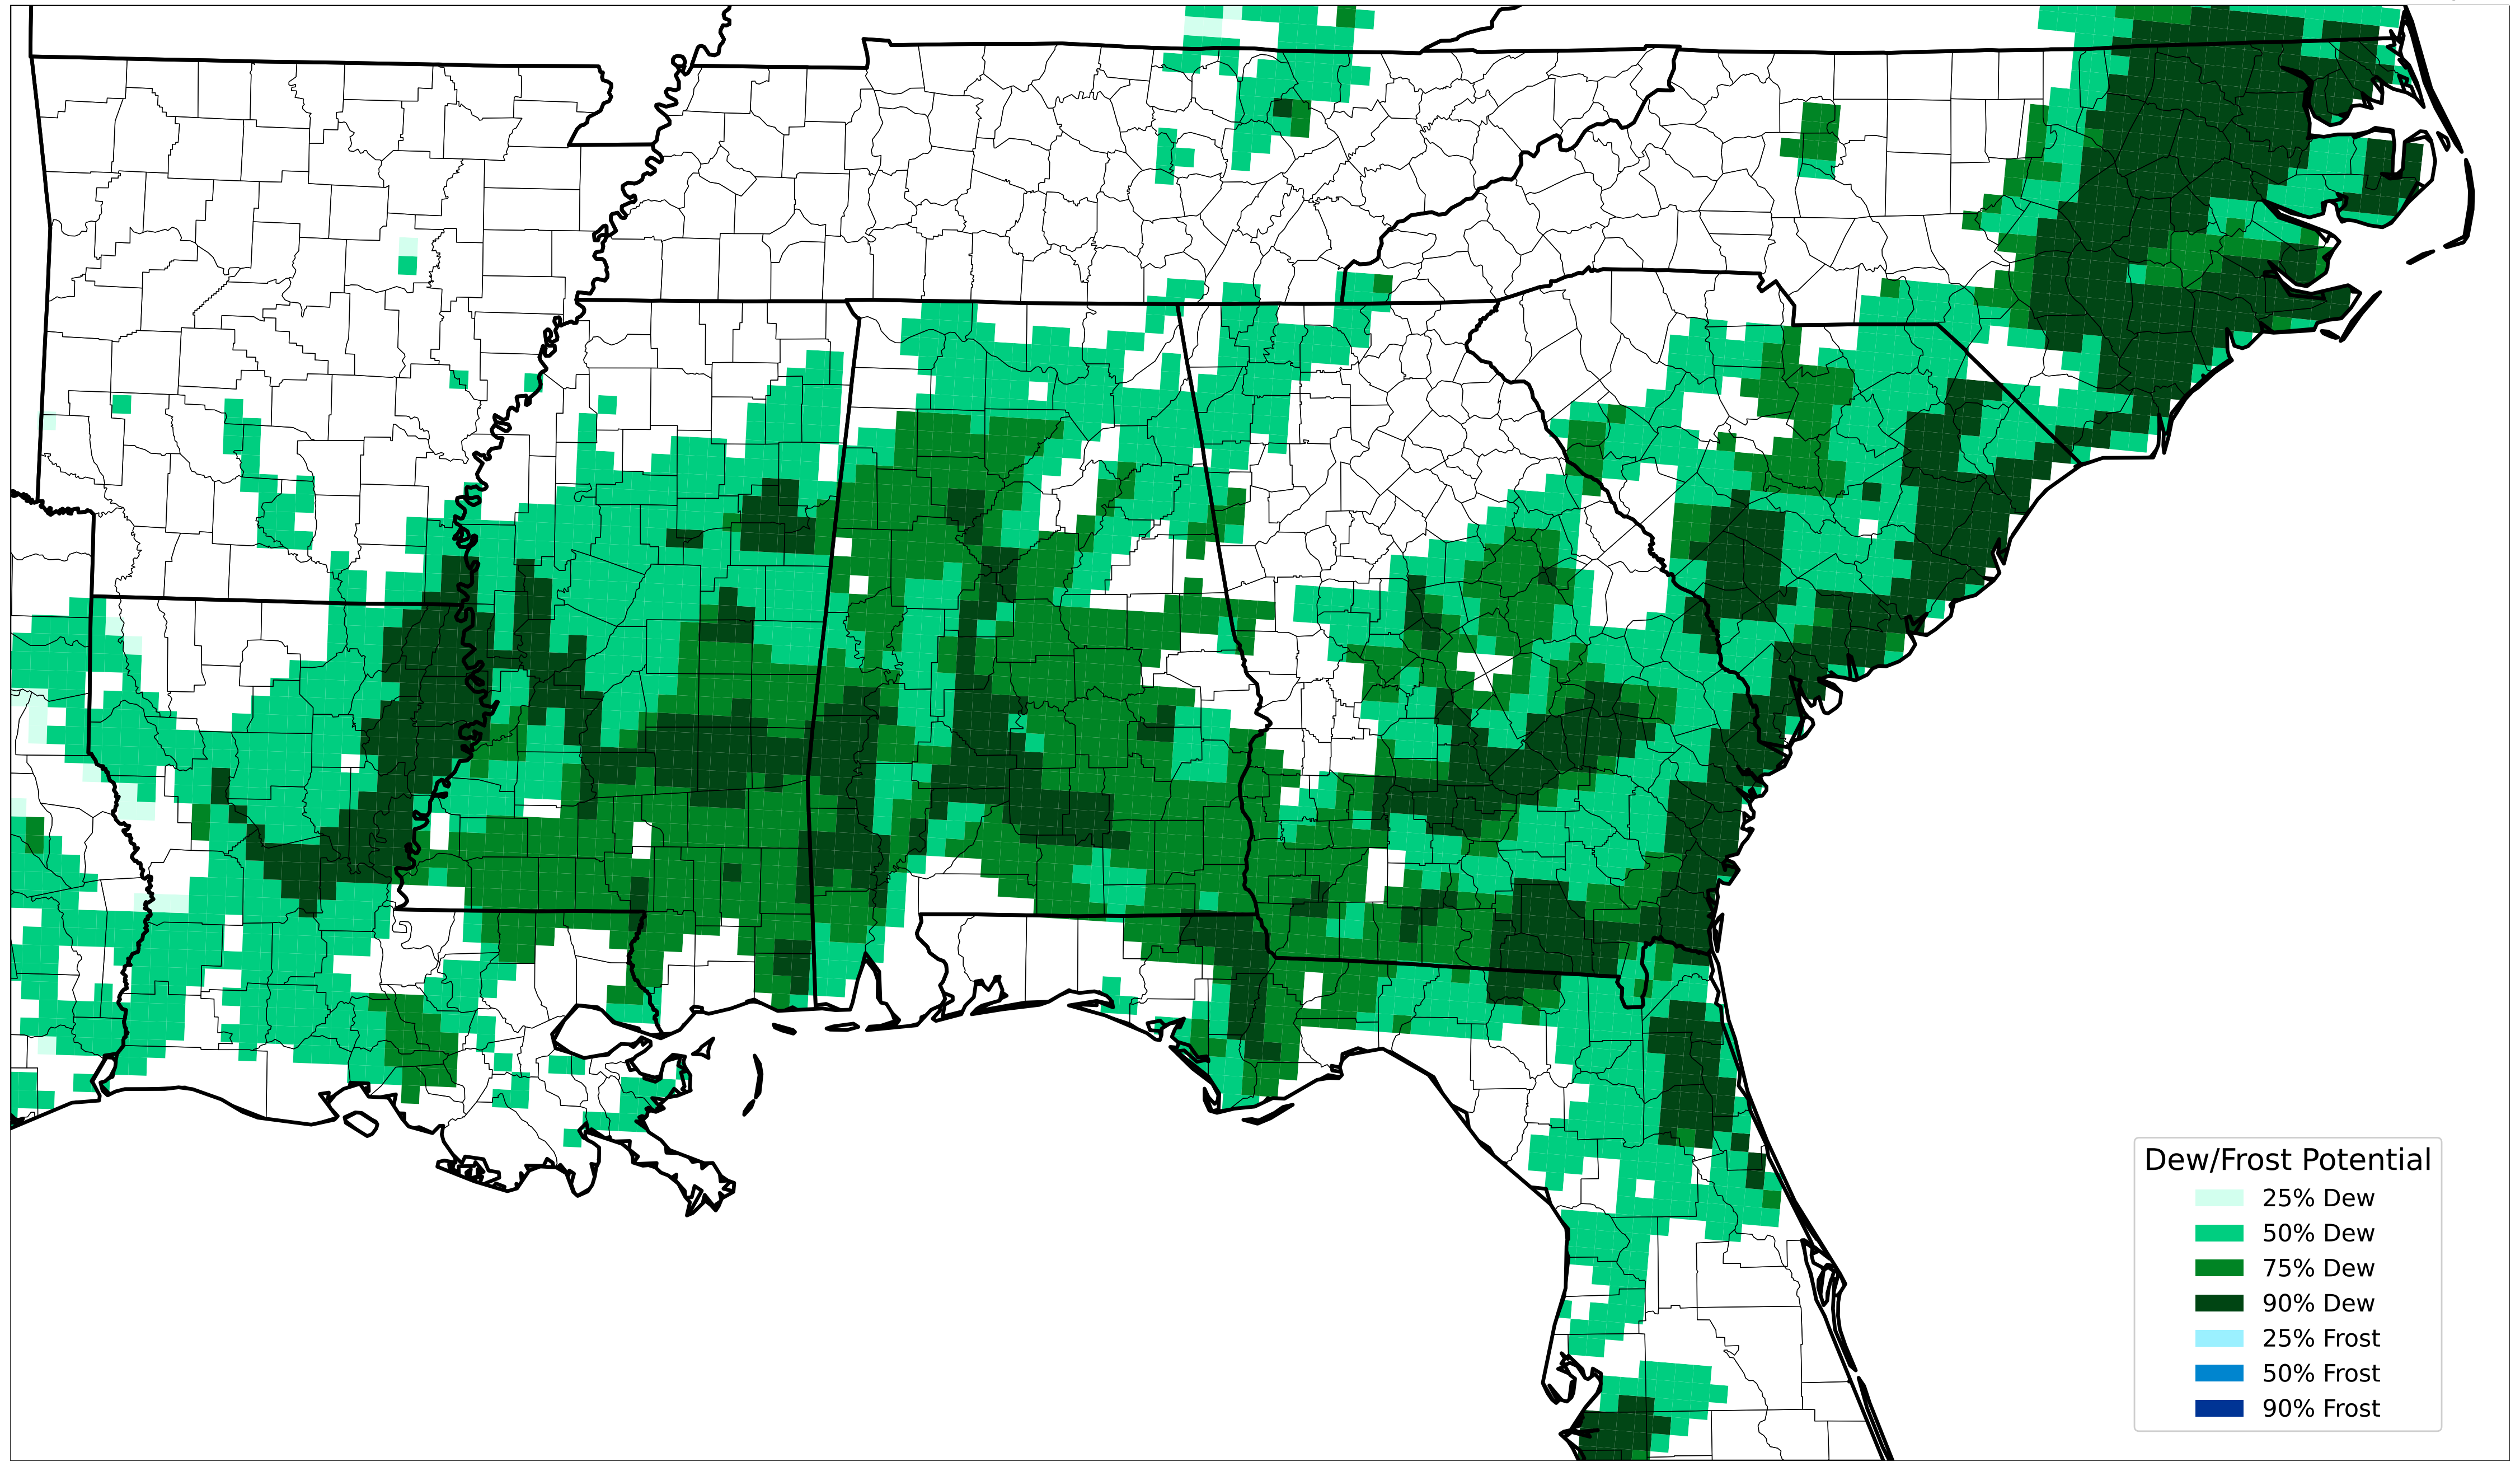 Dew/Frost Potential
25% Dew
50% Dew
75% Dew
90% Dew
25% Frost
50% Frost
90% Frost